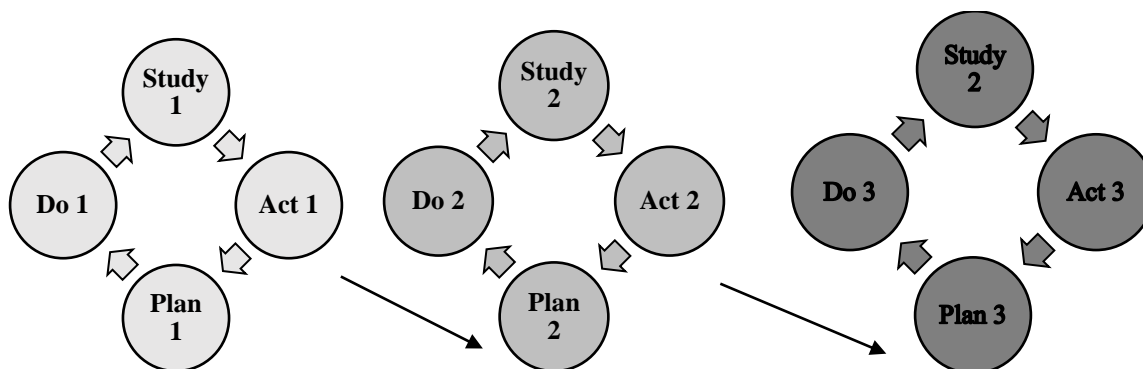 Study
1
Do 1
Act 1
Plan
1
Study
2
Do 2
Act 2
Plan
2
Study
2
Do 3
Act 3
Plan 3